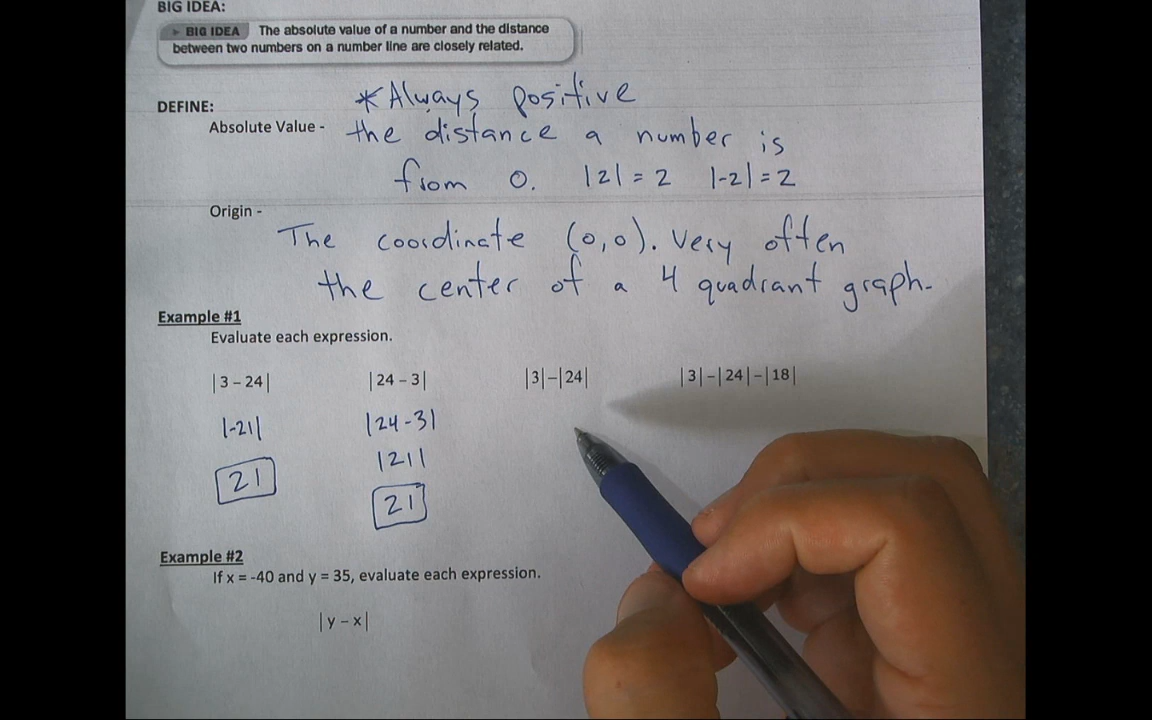 BIG IDEA:
▸ BIG IDEA The absolute value of a number and the distance
between two numbers on a number line are closely related.
*Always positive
DEFINE:
Absolute Value - the distance a number is
from 0. |2| = 2 |-2| = 2
Origin -
The coordinate (0,0). Very often
the center of a 4 quadrant graph.
Example #1
Evaluate each expression.
|3 – 24| |24 – 3| |3|–|24| |3|–|24|–|18|
|-21| |24-3|
|21|
21
21
Example #2
If x = -40 and y = 35, evaluate each expression.
|y – x|